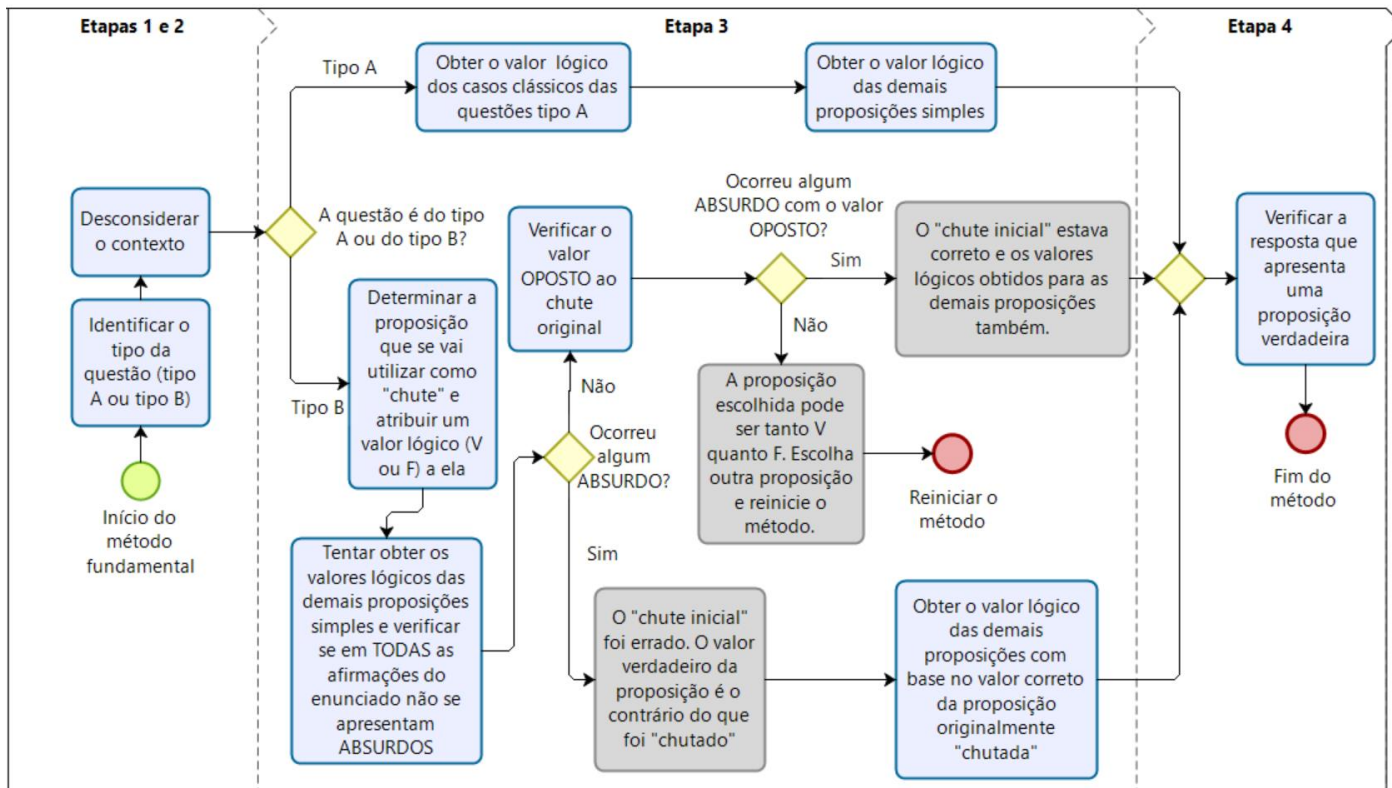 Etapas 1 e 2
Etapa 3
Etapa 4
Início do
método
fundamental
Identificar o
tipo da
questão (tipo
A ou tipo B)
Desconsiderar
o contexto
A questão é do tipo
A ou do tipo B?
Tipo A
Obter o valor lógico
dos casos clássicos das
questões tipo A
Obter o valor lógico
das demais
proposições simples
Tipo B
Determinar a
proposição
que se vai
utilizar como
"chute" e
atribuir um
valor lógico (V
ou F) a ela
Tentar obter os
valores lógicos das
demais proposições
simples e verificar
se em TODAS as
afirmações do
enunciado não se
apresentam
ABSURDOS
Ocorreu
algum
ABSURDO?
Não
Verificar o
valor
OPOSTO ao
chute
original
Ocorreu algum
ABSURDO com o valor
OPOSTO?
Sim
O "chute inicial" estava
correto e os valores
lógicos obtidos para as
demais proposições
também.
Não
A proposição
escolhida pode
ser tanto V
quanto F. Escolha
outra proposição
e reinicie o
método.
Reiniciar o
método
Sim
O "chute inicial"
foi errado. O valor
verdadeiro da
proposição é o
contrário do que
foi "chutado"
Obter o valor lógico
das demais
proposições com
base no valor correto
da proposição
originalmente
"chutada"
Verificar a
resposta que
apresenta
uma
proposição
verdadeira
Fim do
método